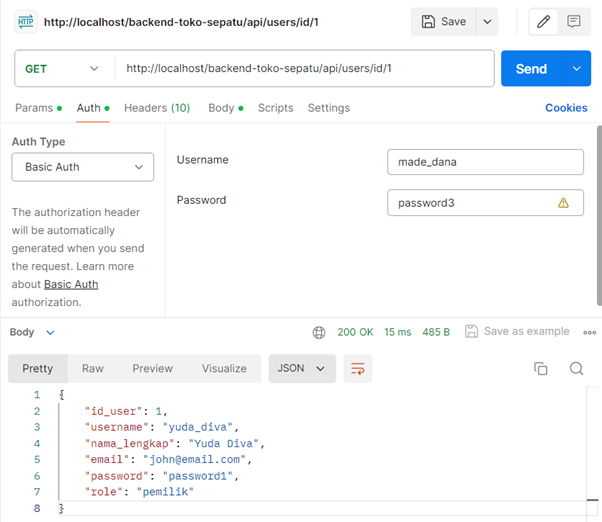 HTTP http://localhost/backend-toko-sepatu/api/users/id/1 Save
GET http://localhost/backend-toko-sepatu/api/users/id/1 Send
Params Auth Headers (10) Body Scripts Settings Cookies
Auth Type
Basic Auth
Username made_dana
Password password3
The authorization header
will be automatically
generated when you send
the request. Learn more
about Basic Auth
authorization.
Body 200 OK 15 ms 485 B Save as example
Pretty Raw Preview Visualize JSON
1 {
2 "id_user": 1,
3 "username": "yuda_diva",
4 "nama_lengkap": "Yuda Diva",
5 "email": "john@email.com",
6 "password": "password1",
7 "role": "pemilik"
8 }